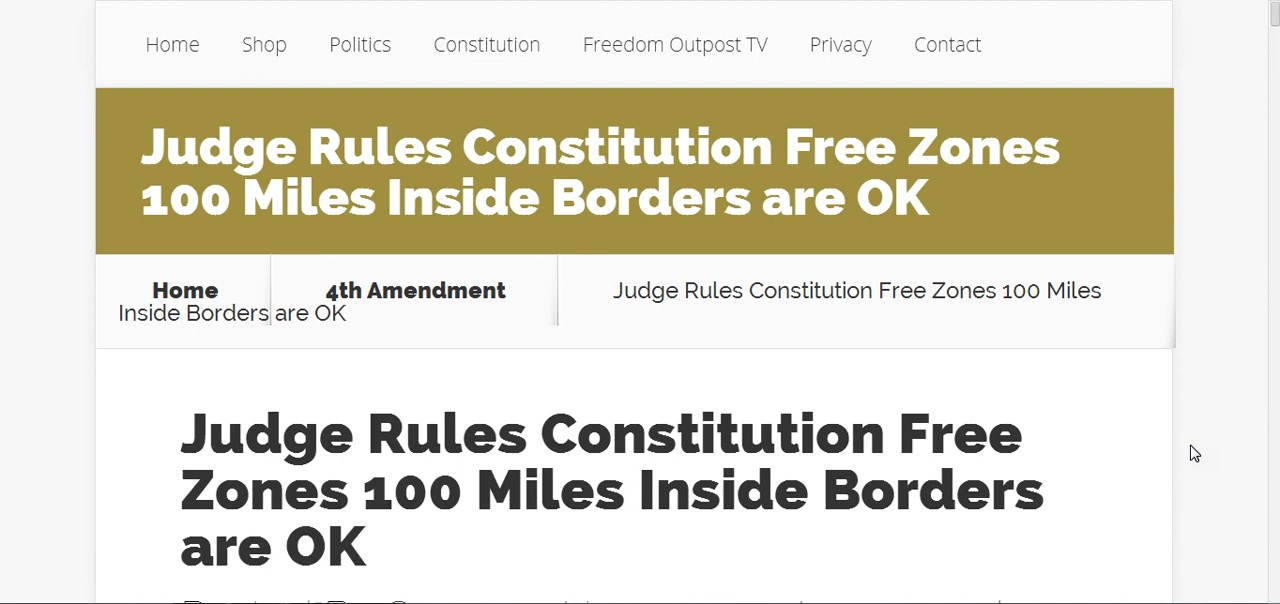 Home Shop Politics Constitution Freedom Outpost TV Privacy Contact
Judge Rules Constitution Free Zones
100 Miles Inside Borders are OK
Home 4th Amendment Judge Rules Constitution Free Zones 100 Miles
Inside Borders are OK
Judge Rules Constitution Free
Zones 100 Miles Inside Borders
are OK